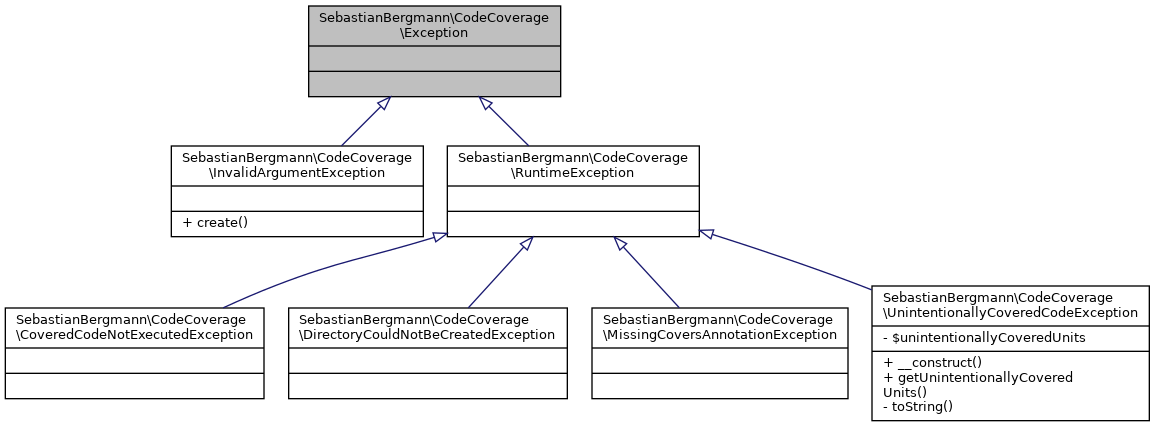 SebastianBergmann\CodeCoverage
\Exception
SebastianBergmann\CodeCoverage
\InvalidArgumentException
+ create()
SebastianBergmann\CodeCoverage
\RuntimeException
SebastianBergmann\CodeCoverage
\CoveredCodeNotExecutedException
SebastianBergmann\CodeCoverage
\DirectoryCouldNotBeCreatedException
SebastianBergmann\CodeCoverage
\MissingCoversAnnotationException
SebastianBergmann\CodeCoverage
\UnintentionallyCoveredCodeException
- $unintentionallyCoveredUnits
+ __construct()
+ getUnintentionallyCovered
Units()
- toString()